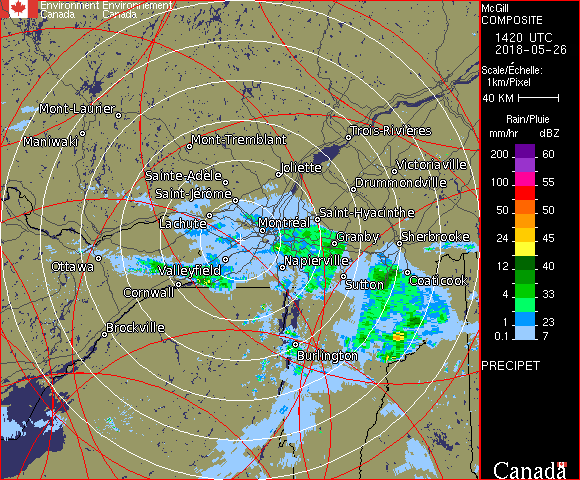 Environment Environnement
Canada Canada
McGill
COMPOSITE
1420 UTC
2018-05-26
Scale/Échelle:
1km/Pixel
40 KM
Rain/Pluie
mm/hr dBZ
200 60
100 55
50 50
24 45
12 40
4 33
1 23
0.1 7
PRECIPET
Mont-Laurier
Maniwaki
Mont-Tremblant
Trois-Rivières
Sainte-Adèle
Joliette
Victoriaville
Saint-Jérôme
Drummondville
Lachute
Montréal
Saint-Hyacinthe
Granby
Sherbrooke
Ottawa
Valleyfield
Napierville
Sutton
Coaticook
Cornwall
Brockville
Burlington
Canada